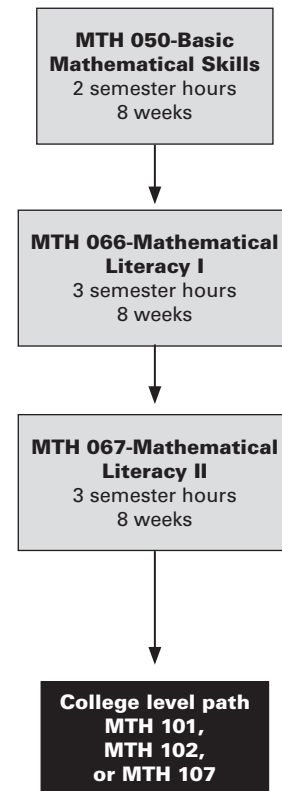 MTH 050-Basic
Mathematical Skills
2 semester hours
8 weeks
MTH 066-Mathematical
Literacy I
3 semester hours
8 weeks
MTH 067-Mathematical
Literacy II
3 semester hours
8 weeks
College level path
MTH 101,
MTH 102,
or MTH 107